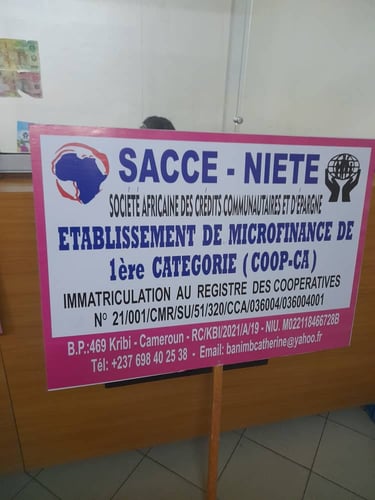 SACCE - NIETE
SOCIÉTÉ AFRICAINE DES CRÉDITS COMMUNAUTAIRES ET D'ÉPARGNE
ETABLISSEMENT DE MICROFINANCE DE
1ère CATEGORIE (COOP-CA)
IMMATRICULATION AU REGISTRE DES COOPERATIVES
N° 21/001/CMR/SU/51/320/CCA/036004/036004001
B.P.:469 Kribi - Cameroun - RC/KBI/2021/A/19 - NIU. M022118466728B
Tél: +237 698 40 25 38 - Email: banimbcatherine@yahoo.fr